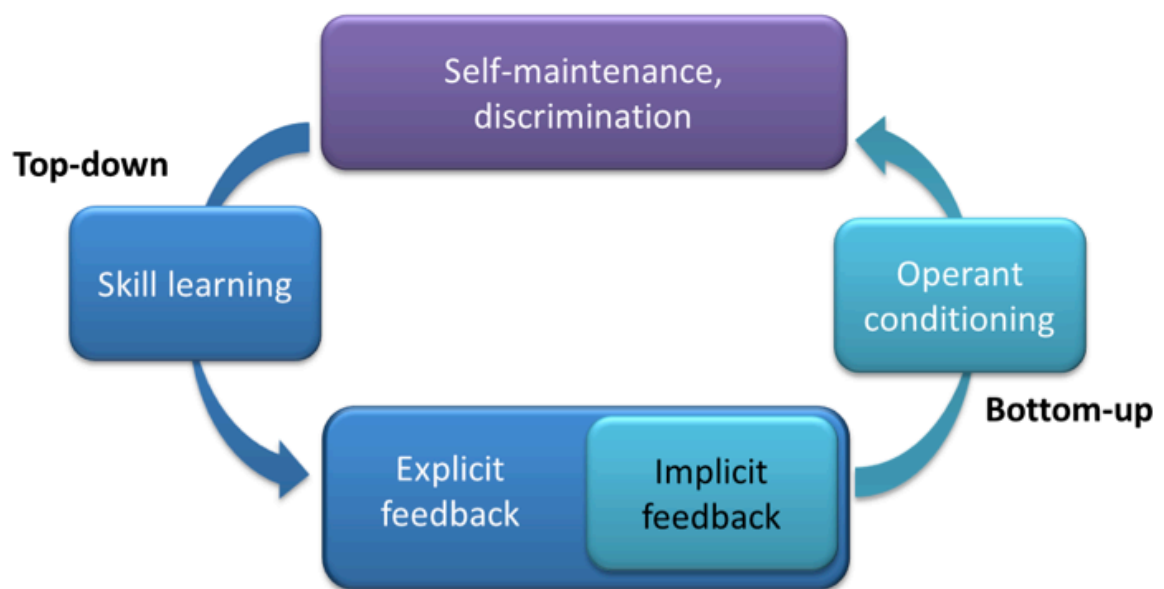 Self-maintenance,
discrimination
Top-down
Skill learning
Operant
conditioning
Bottom-up
Explicit
feedback
Implicit
feedback